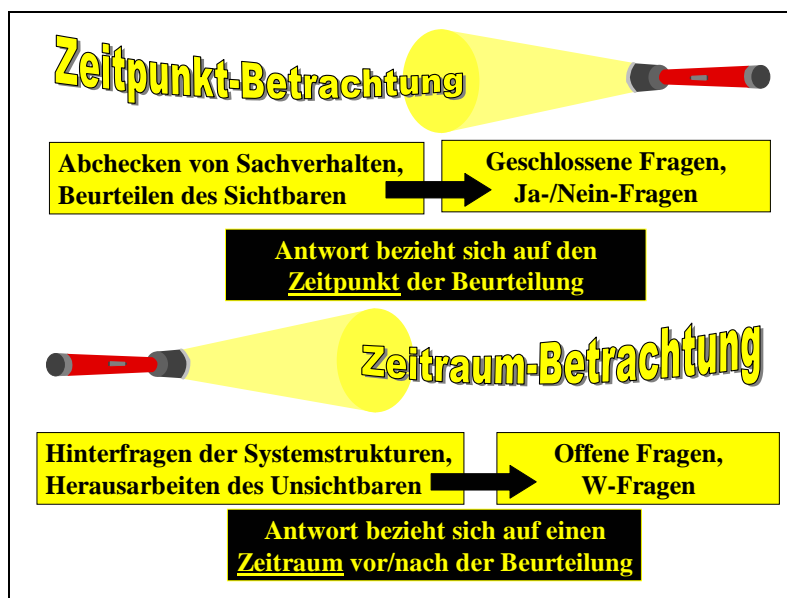 Zeitpunkt-Betrachtung
Abchecken von Sachverhalten,
Beurteilen des Sichtbaren
Geschlossene Fragen,
Ja-/Nein-Fragen
Antwort bezieht sich auf den
Zeitpunkt der Beurteilung
Zeitraum-Betrachtung
Hinterfragen der Systemstrukturen,
Herausarbeiten des Unsichtbaren
Offene Fragen,
W-Fragen
Antwort bezieht sich auf einen
Zeitraum vor/nach der Beurteilung